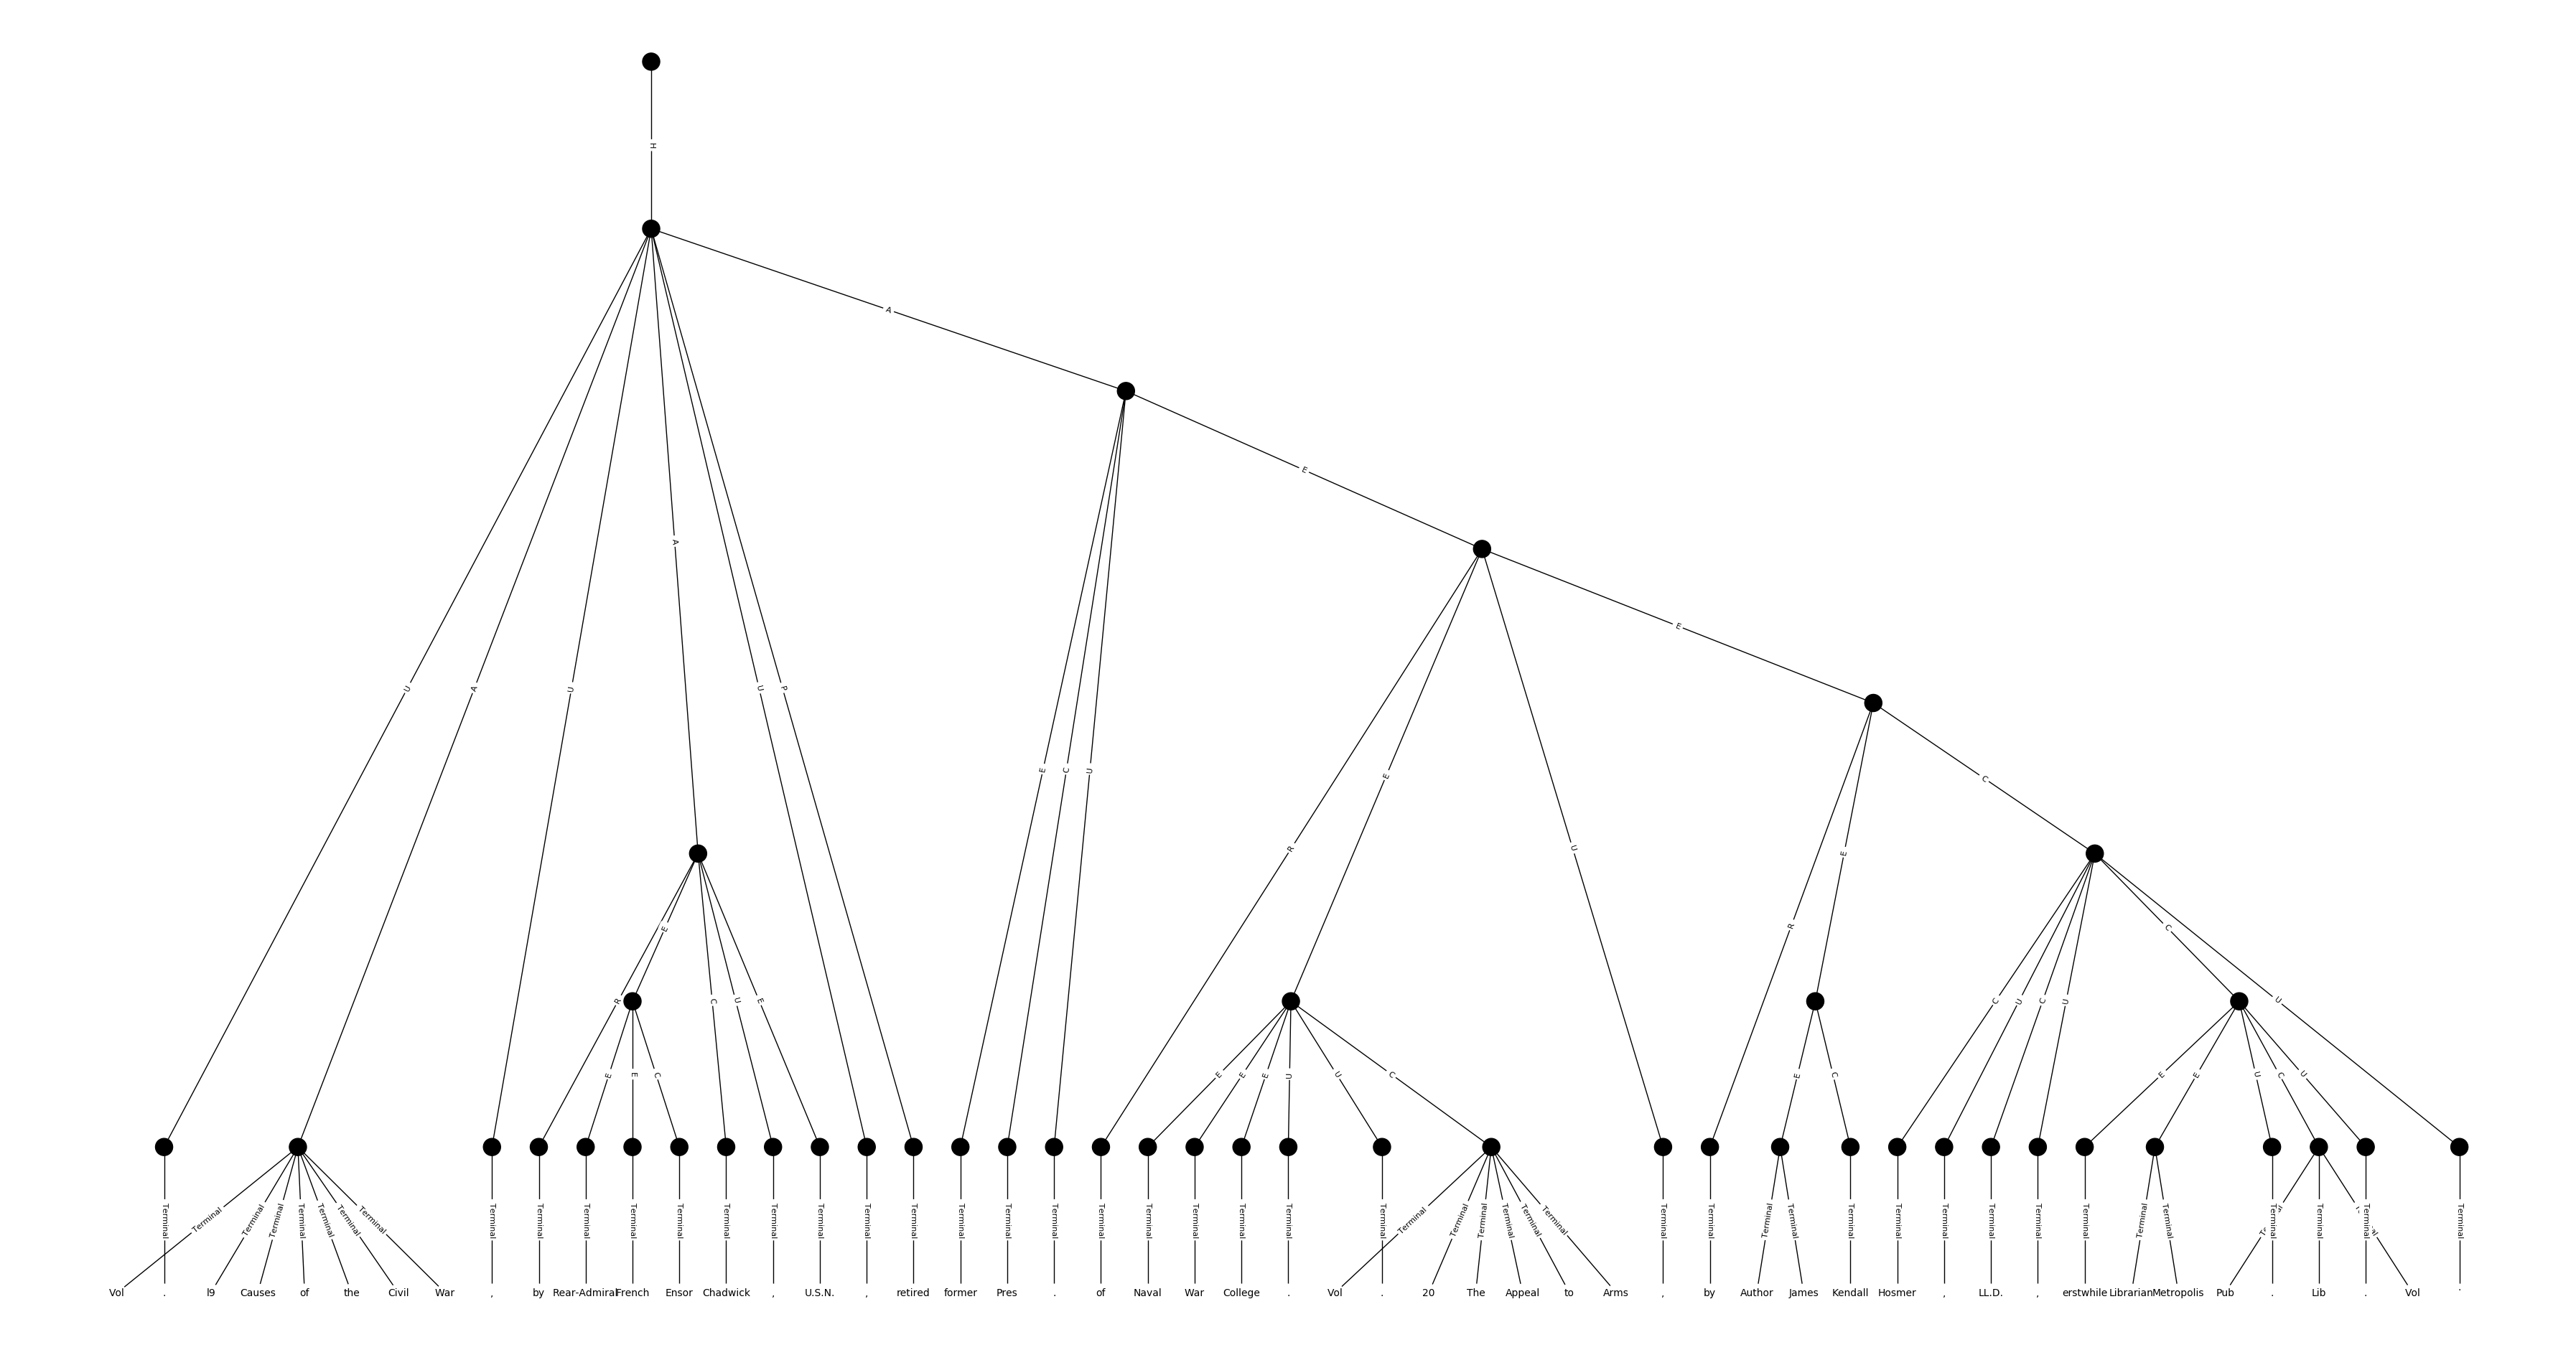 H
A
E
E
A
C
U
A
U
U
P
E
C
U
R
E
U
R
E
C
E
R
E
E
C
C
U
E
E
E
E
U
U
C
E
C
C
U
C
U
E
E
U
C
U
U
Terminal Terminal Terminal Terminal Terminal Terminal Terminal Terminal Terminal Terminal Terminal Terminal Terminal Terminal Terminal Terminal Terminal Terminal Terminal Terminal Terminal Terminal Terminal Terminal Terminal Terminal Terminal Terminal Terminal Terminal Terminal Terminal Terminal Terminal Terminal Terminal Terminal Terminal Terminal Terminal Terminal Terminal Terminal Terminal Terminal Terminal Terminal Terminal
Vol . l9 Causes of the Civil War , by Rear-Admiral French Ensor Chadwick , U.S.N. , retired former Pres . of Naval War College . Vol . 20 The Appeal to Arms , by Author James Kendall Hosmer , LL.D. , erstwhile Librarian Metropolis Pub . Lib . Vol .